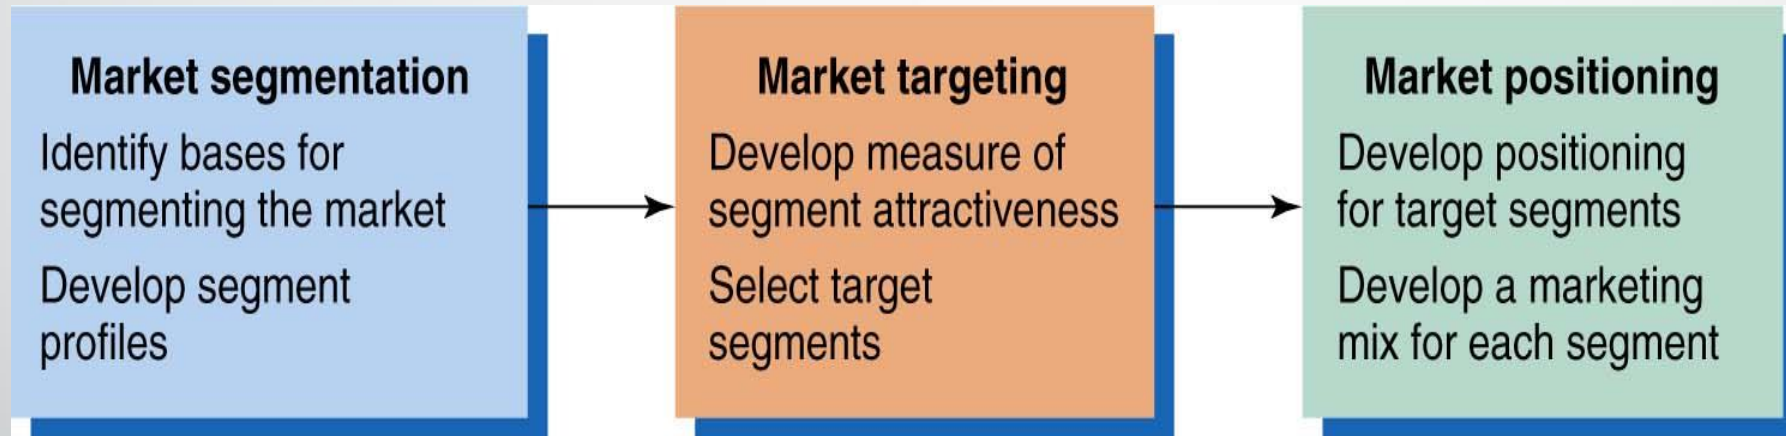 Market segmentation
Identify bases for
segmenting the market
Develop segment
profiles
Market targeting
Develop measure of
segment attractiveness
Select target
segments
Market positioning
Develop positioning
for target segments
Develop a marketing
mix for each segment